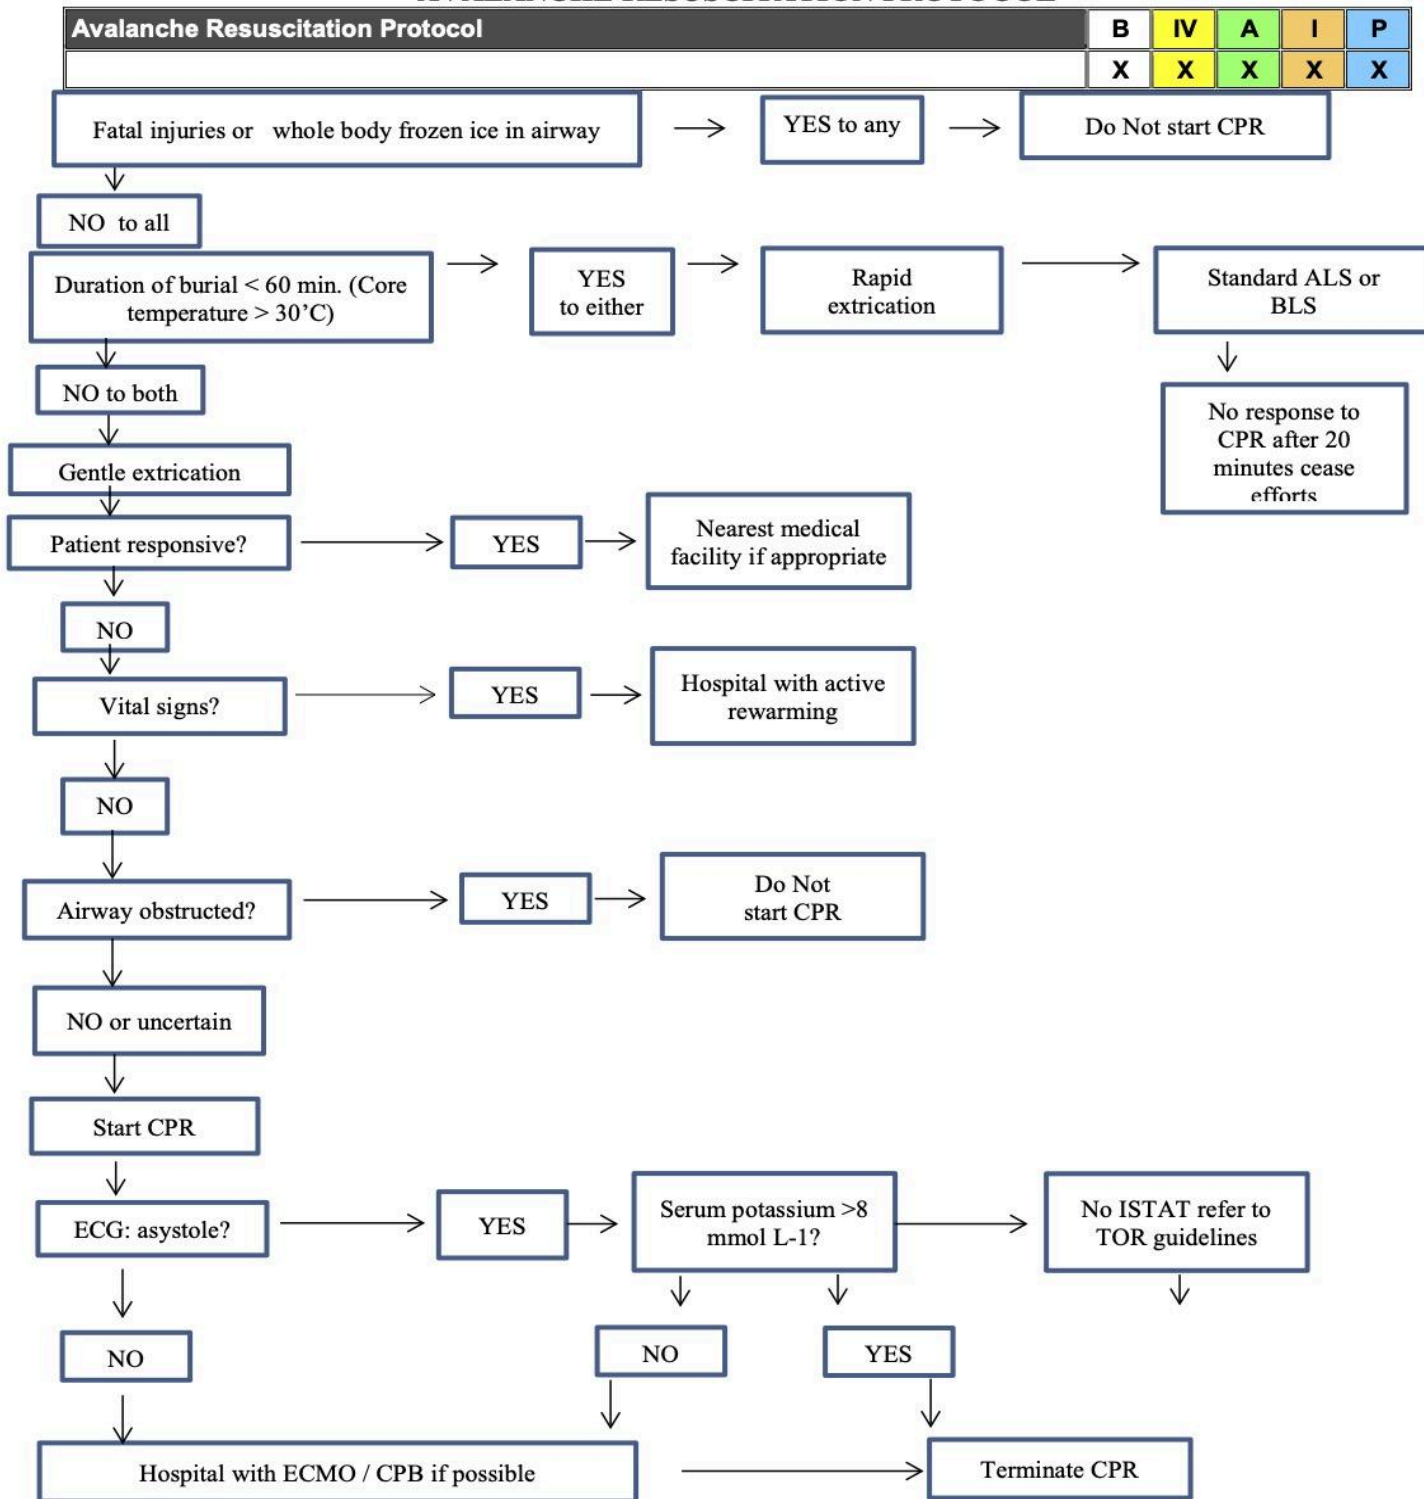 Avalanche Resuscitation Protocol B IV A I P
X X X X X
Fatal injuries or whole body frozen ice in airway
YES to any
Do Not start CPR
NO to all
Duration of burial < 60 min. (Core
temperature > 30’C)
YES
to either
Rapid
extrication
Standard ALS or
BLS
NO to both
No response to
CPR after 20
minutes cease
efforts
Gentle extrication
Patient responsive?
YES
Nearest medical
facility if appropriate
NO
Vital signs?
YES
Hospital with active
rewarming
NO
Airway obstructed?
YES
Do Not
start CPR
NO or uncertain
Start CPR
ECG: asystole?
YES
Serum potassium >8
mmol L-1?
No ISTAT refer to
TOR guidelines
NO
NO
YES
Hospital with ECMO / CPB if possible
Terminate CPR